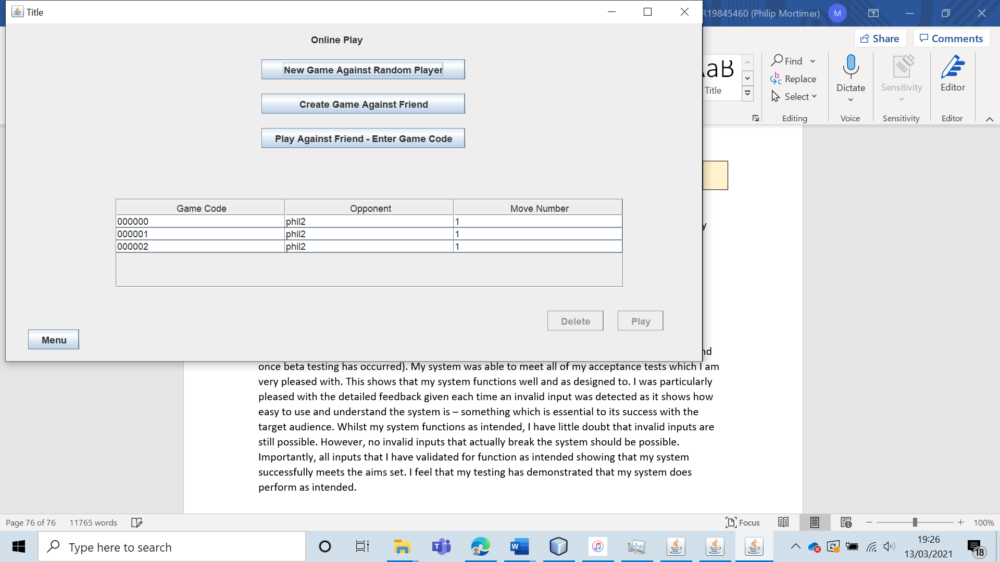 Title
R19845460 (Philip Mortimer)
M
Share
Comments
Online Play
New Game Against Random Player
Create Game Against Friend
Play Against Friend - Enter Game Code
AaB
Title
Find
Replace
Select
Editing
Dictate
Voice
Sensitivity
Sensitivity
Editor
Editor
Game Code Opponent Move Number
000000 phil2 1
000001 phil2 1
000002 phil2 1
y
Delete
Play
Menu
nd
once beta testing has occurred). My system was able to meet all of my acceptance tests which I am
very pleased with. This shows that my system functions well and as designed to. I was particularly
pleased with the detailed feedback given each time an invalid input was detected as it shows how
easy to use and understand the system is – something which is essential to its success with the
target audience. Whilst my system functions as intended, I have little doubt that invalid inputs are
still possible. However, no invalid inputs that actually break the system should be possible.
Importantly, all inputs that I have validated for function as intended showing that my system
successfully meets the aims set. I feel that my testing has demonstrated that my system does
perform as intended.
Page 76 of 76
11765 words
Focus
100%
Type here to search
19:26
13/03/2021
18